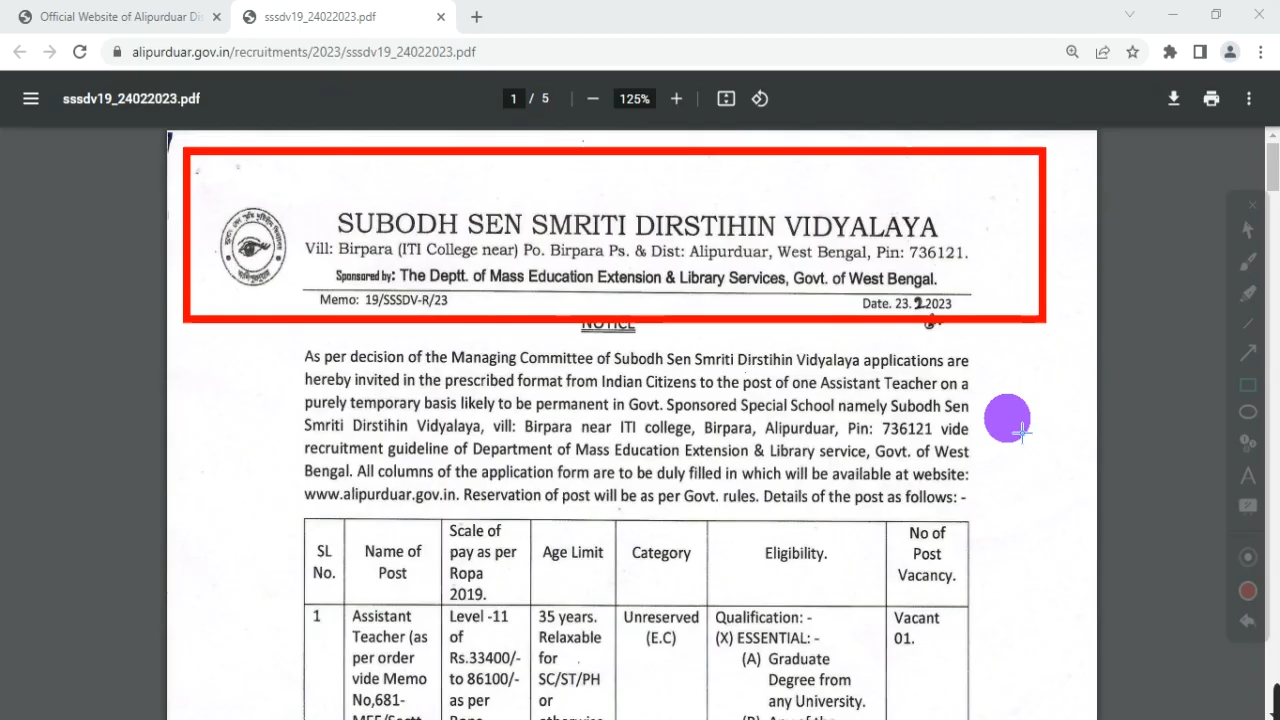 Official Website of Alipurduar Di
sssdv19_24022023.pdf
alipurduar.gov.in/recruitments/2023/sssdv19_24022023.pdf
sssdv19_24022023.pdf
1 / 5
125%
SUBODH SEN SMRITI DIRSTIHIN VIDYALAYA
Vill: Birpara (ITI College near) Po. Birpara Ps. & Dist: Alipurduar, West Bengal, Pin: 736121.
Sponsored by: The Deptt. of Mass Education Extension & Library Services, Govt. of West Bengal.
Memo: 19/SSSDV-R/23
Date. 23.2.2023
NOTICE
As per decision of the Managing Committee of Subodh Sen Smriti Dirstihin Vidyalaya applications are
hereby invited in the prescribed format from Indian Citizens to the post of one Assistant Teacher on a
purely temporary basis likely to be permanent in Govt. Sponsored Special School namely Subodh Sen
Smriti Dirstihin Vidyalaya, vill: Birpara near ITI college, Birpara, Alipurduar, Pin: 736121 vide
recruitment guideline of Department of Mass Education Extension & Library service, Govt. of West
Bengal. All columns of the application form are to be duly filled in which will be available at website:
www.alipurduar.gov.in. Reservation of post will be as per Govt. rules. Details of the post as follows: -
SL
No.
Name of
Post
Scale of
pay as per
Ropa
2019.
Age Limit
Category
Eligibility.
No of
Post
Vacancy.
1
Assistant
Teacher (as
per order
vide Memo
No,681-
Level -11
of
Rs.33400/-
to 86100/-
as per
Ropa
35 years.
Relaxable
for
SC/ST/PH
or
otherwise
Unreserved
(E.C)
Qualification: -
(X) ESSENTIAL: -
(A) Graduate
Degree from
any University.
(B) Any of the
Vacant
01.